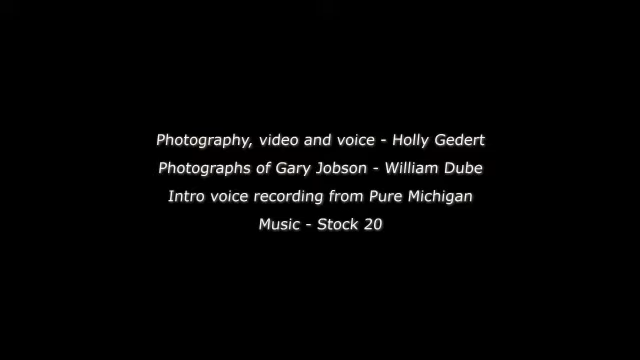 Photography, video and voice - Holly Gedert
Photographs of Gary Jobson - William Dube
Intro voice recording from Pure Michigan
Music - Stock 20